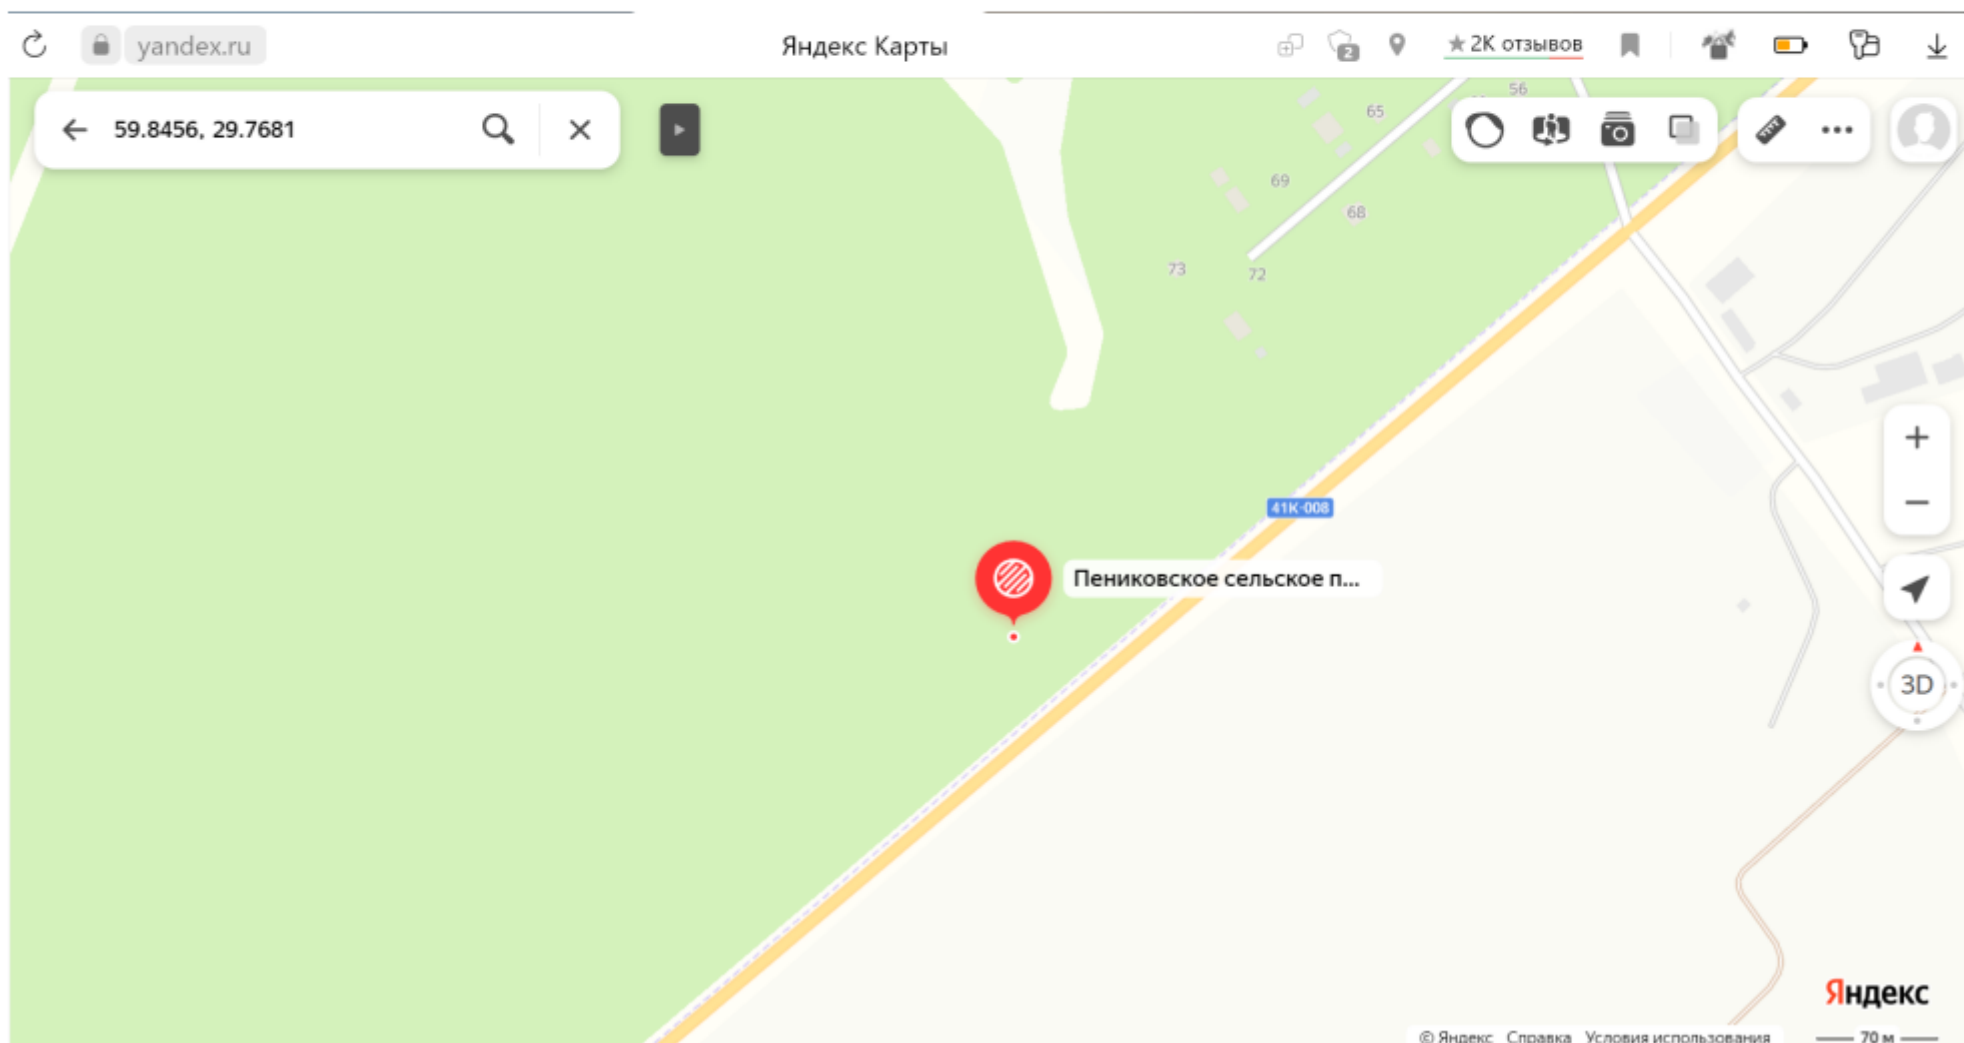 yandex.ru
Яндекс Карты
2
★ 2К отзывов
59.8456, 29.7681
56
65
69
68
73
72
41К-008
Пениковское сельское п...
3D
Яндекс
© Яндекс Справка Условия использования
70 м